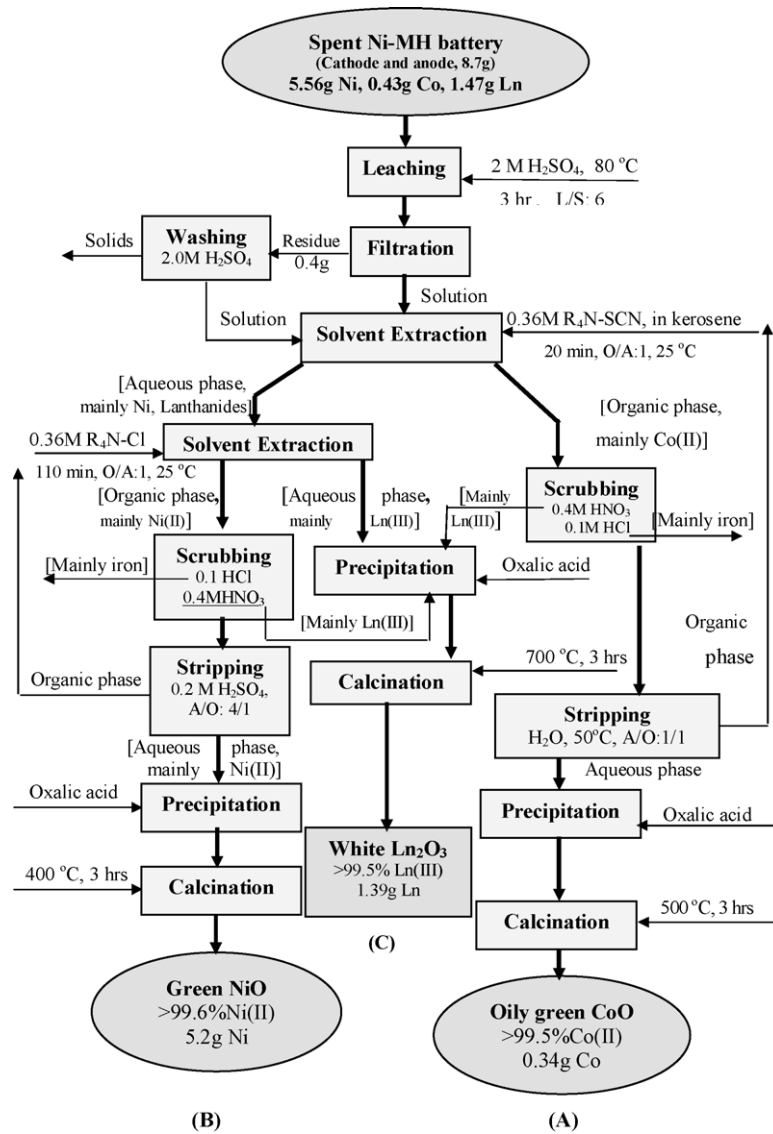 Spent Ni-MH battery
(Cathode and anode, 8.7g)
5.56g Ni, 0.43g Co, 1.47g Ln
Leaching
2 M H₂SO₄, 80 °C
3 hr , L/S: 6
Solids
Washing
2.0M H₂SO₄
Residue
0.4g
Filtration
Solution
Solution
Solvent Extraction
0.36M R₄N-SCN, in kerosene
20 min, O/A:1, 25 °C
[Aqueous phase,
mainly Ni, Lanthanides]
[Organic phase,
mainly Co(II)]
0.36M R₄N-Cl
110 min, O/A:1, 25 °C
Solvent Extraction
[Organic phase,
mainly Ni(II)]
[Aqueous phase,
mainly Ln(III)]
[Mainly
Ln(III)]
Scrubbing
0.4M HNO₃
0.1M HCl
[Mainly iron]
[Mainly iron]
Scrubbing
0.1 HCl
0.4MHNO₃
Precipitation
Oxalic acid
[Mainly Ln(III)]
Organic
phase
Organic phase
Stripping
0.2 M H₂SO₄,
A/O: 4/1
Calcination
700 °C, 3 hrs
Stripping
H₂O, 50°C, A/O:1/1
[Aqueous phase,
mainly Ni(II)]
Aqueous phase
Oxalic acid
Precipitation
Precipitation
Oxalic acid
White Ln₂O₃
>99.5% Ln(III)
1.39g Ln
(C)
400 °C, 3 hrs
Calcination
Calcination
500 °C, 3 hrs
Green NiO
>99.6%Ni(II)
5.2g Ni
Oily green CoO
>99.5%Co(II)
0.34g Co
(B)
(A)